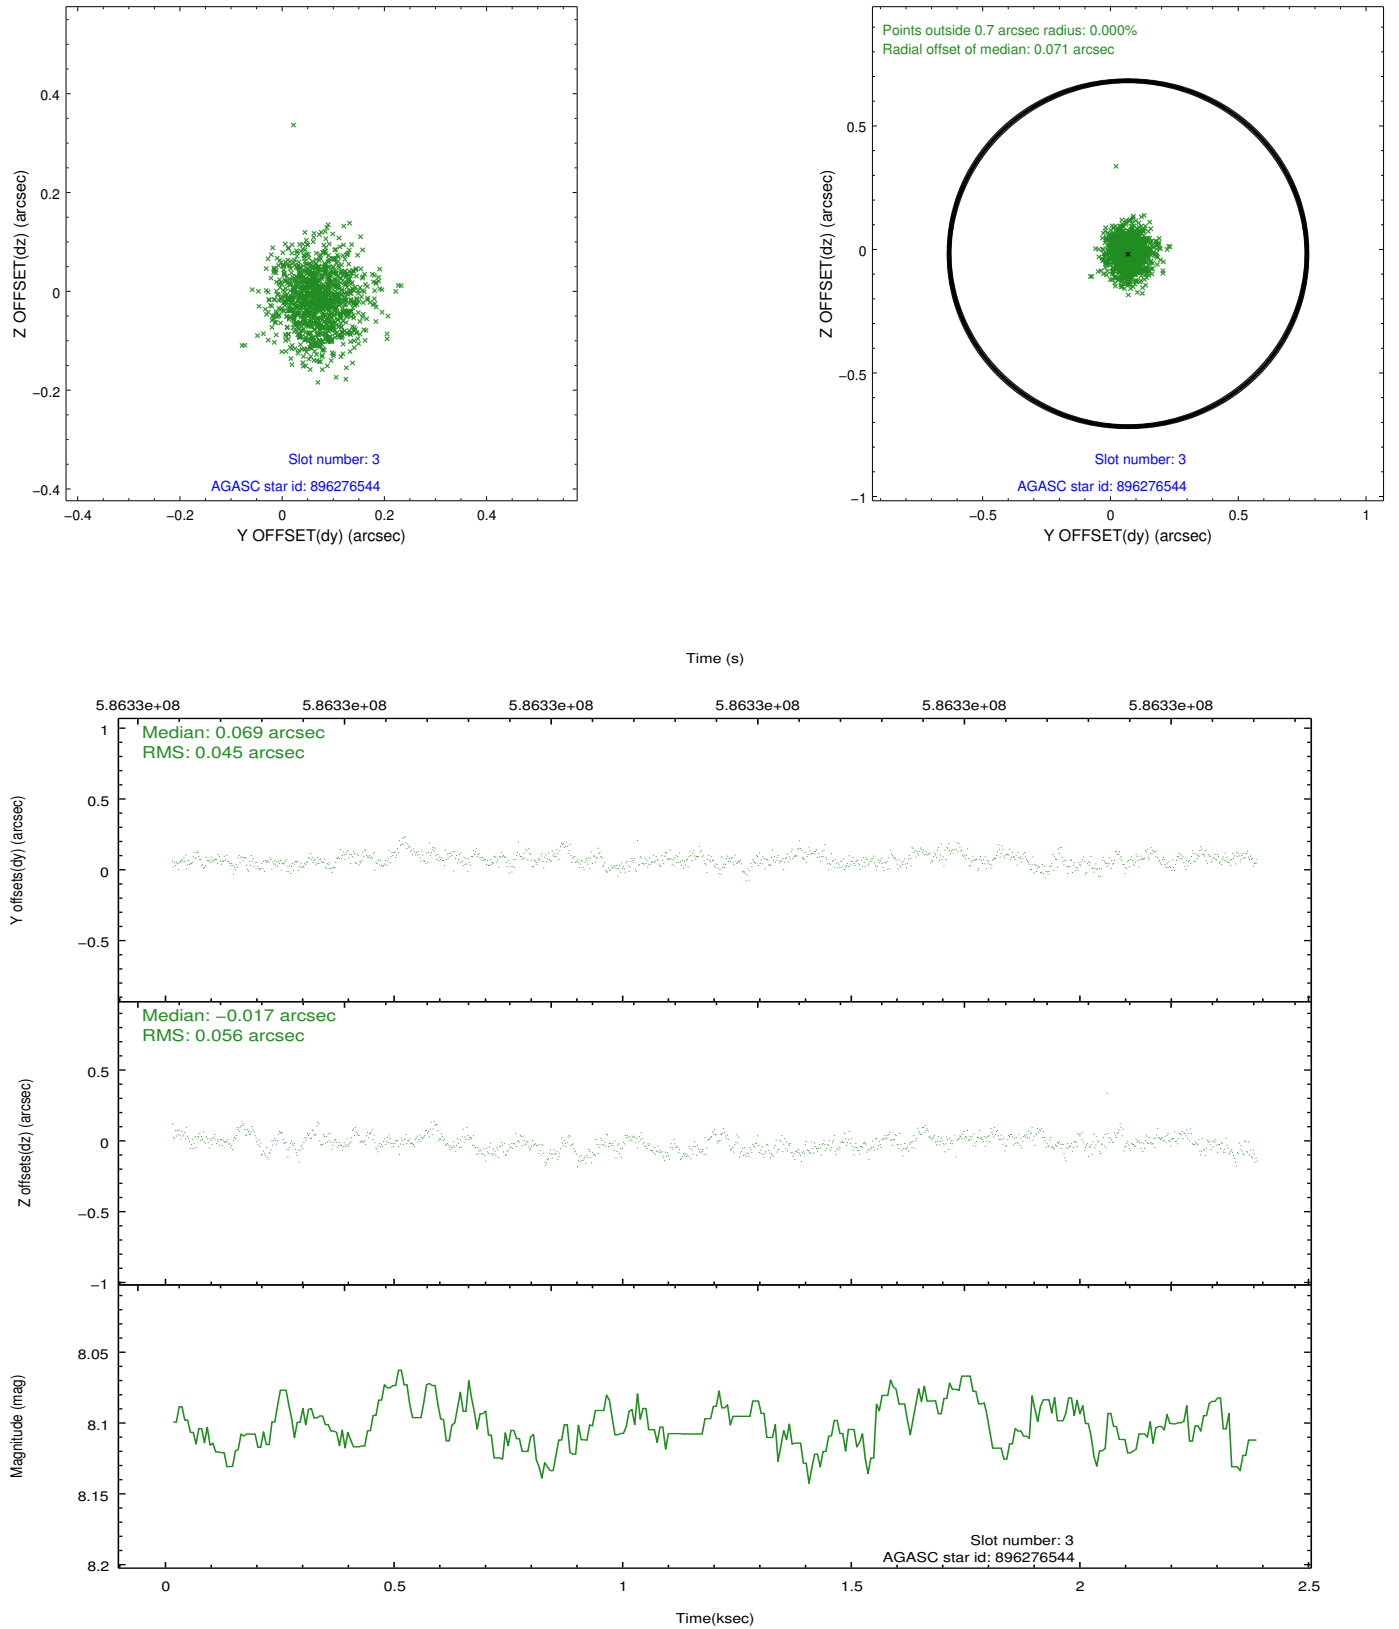 0.4
0.2
0
−0.2
−0.4
Z OFFSET(dz) (arcsec)
Slot number: 3
AGASC star id: 896276544
−0.4 −0.2 0 0.2 0.4
Y OFFSET(dy) (arcsec)
Points outside 0.7 arcsec radius: 0.000%
Radial offset of median: 0.071 arcsec
0.5
0
−0.5
−1
Z OFFSET(dz) (arcsec)
Slot number: 3
AGASC star id: 896276544
−0.5 0 0.5 1
Y OFFSET(dy) (arcsec)
Time (s)
5.8633e+08 5.8633e+08 5.8633e+08 5.8633e+08 5.8633e+08 5.8633e+08
Median: 0.069 arcsec
RMS: 0.045 arcsec
1
0.5
0
−0.5
Y offsets(dy) (arcsec)
Median: −0.017 arcsec
RMS: 0.056 arcsec
0.5
0
−0.5
−1
Z offsets(dz) (arcsec)
8.05
8.1
8.15
8.2
Magnitude (mag)
Slot number: 3
AGASC star id: 896276544
0 0.5 1 1.5 2 2.5
Time(ksec)